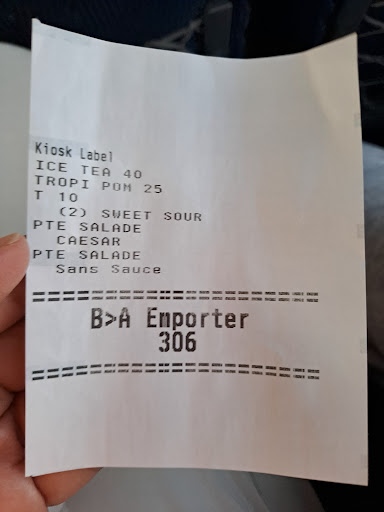 Kiosk Label
ICE TEA 40
TROPI POM 25
T 10
(2) SWEET SOUR
PTE SALADE
CAESAR
PTE SALADE
Sans Sauce
==============================
B>A Emporter
306
==============================